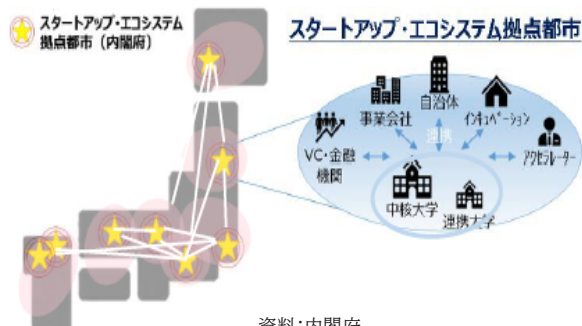 スタートアップ・エコシステム
拠点都市（内閣府）
スタートアップ・エコシステム拠点都市
自治体
事業会社
インキュベーション
連携
VC・金融
機関
アクセラレーター
中核大学
連携大学
資料：内閣府